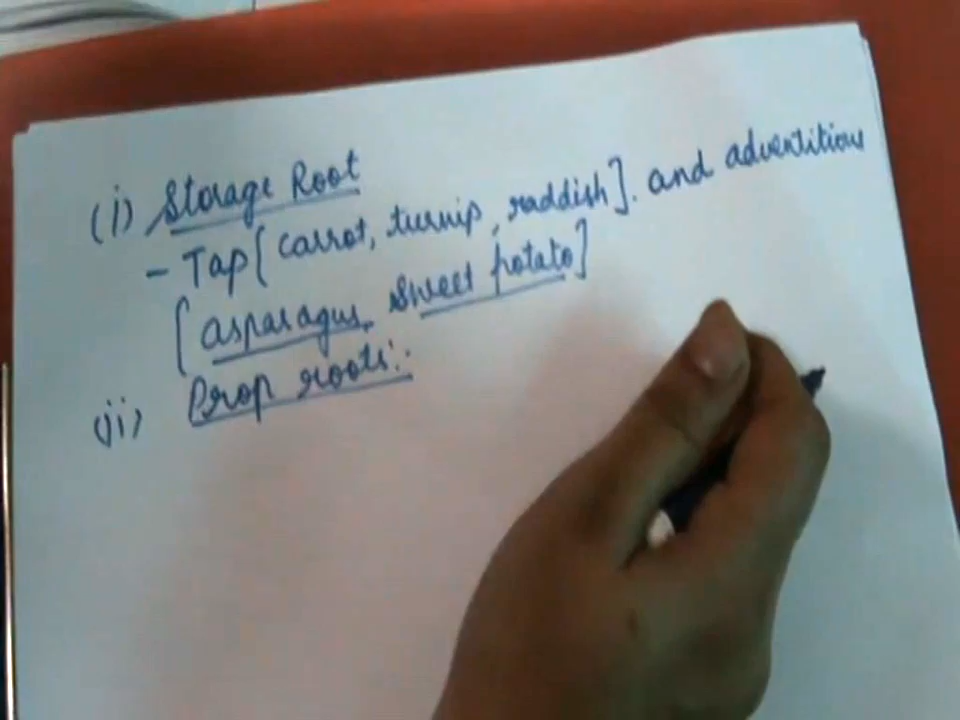 (i) Storage Root
- Tap [carrot, turnip, raddish]. and adventitious
[asparagus, sweet potato]
(ii) Prop roots:.